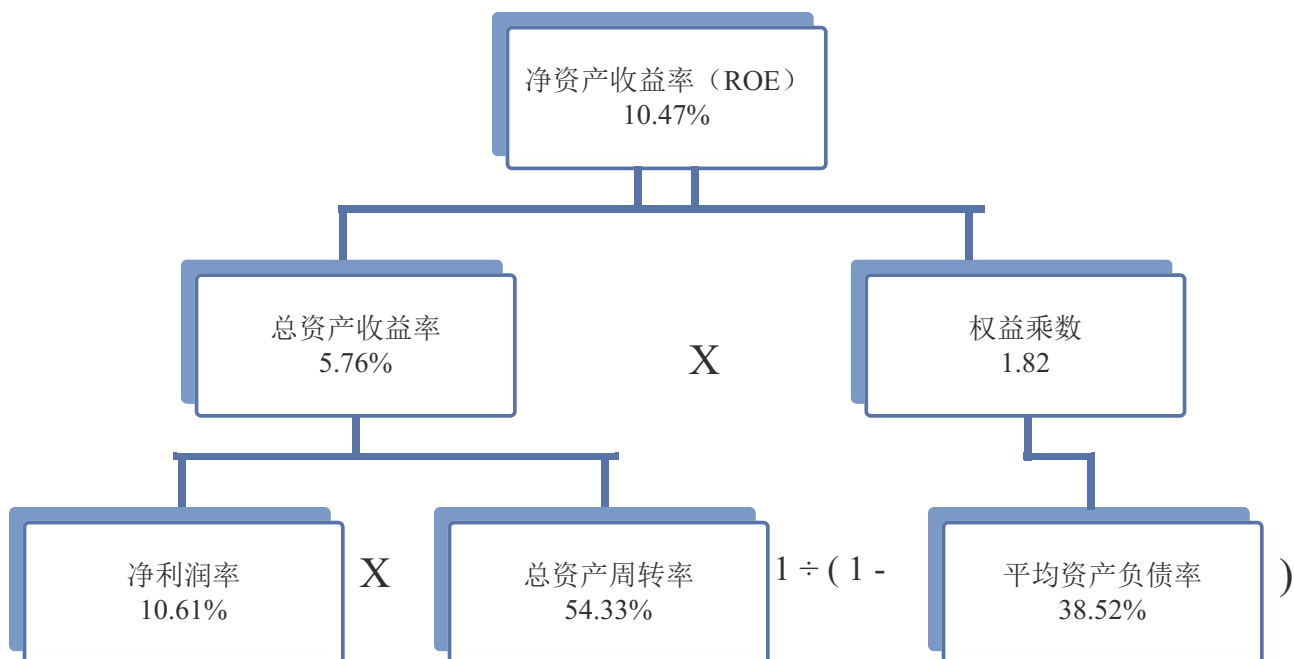 净资产收益率（ROE）
10.47%
总资产收益率
5.76%
X
权益乘数
1.82
净利润率
10.61%
X
总资产周转率
54.33%
1 ÷ ( 1 -
平均资产负债率
38.52%
)